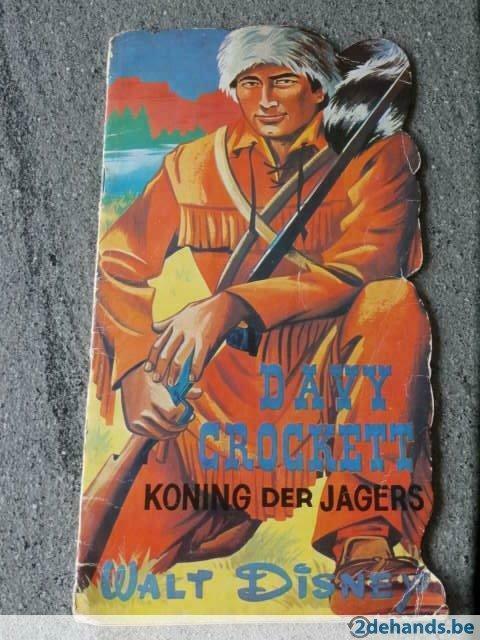 DAVY
CROCKETT
KONING DER JAGERS
WALT DISNEY
2dehands.be